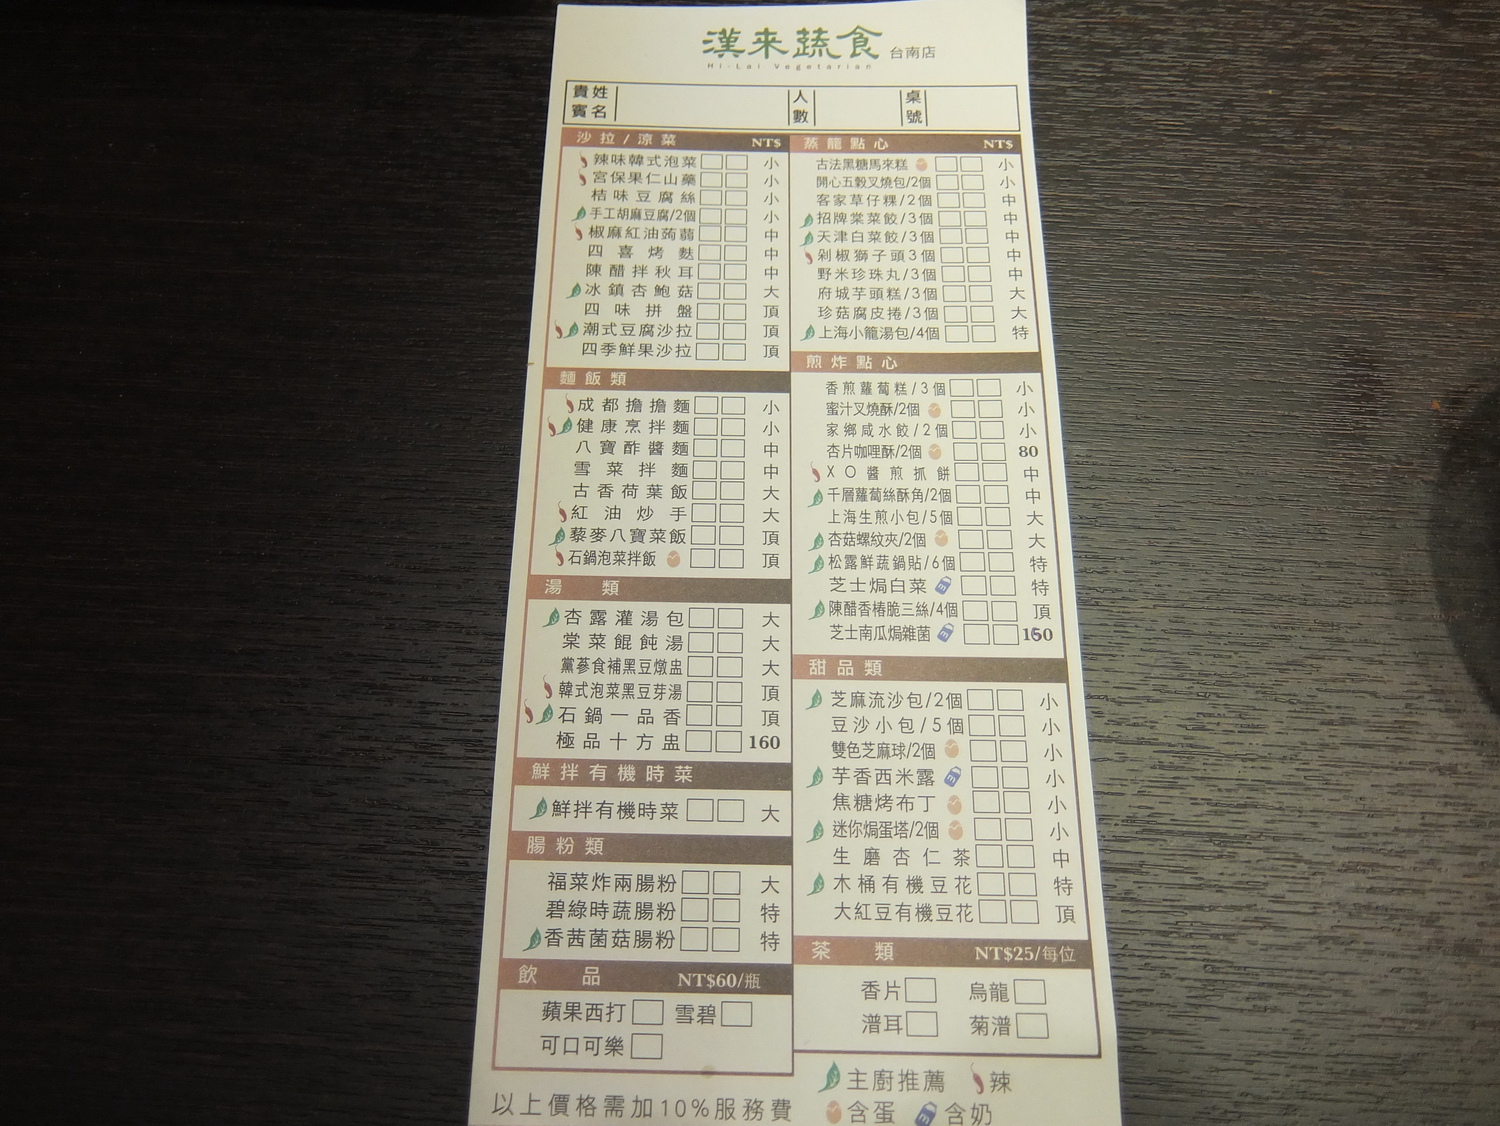 漢来蔬食 台南店
Hi-Lai Vegetarian
貴賓姓名 人數 桌號
沙拉/涼菜 NT$
辣味韓式泡菜 小
宮保果仁山藥 小
桔味豆腐絲 小
手工胡麻豆腐/2個 小
椒麻紅油蒟蒻 中
四喜烤麩 中
陳醋拌秋耳 中
冰鎮杏鮑菇 大
四味拼盤 頂
潮式豆腐沙拉 頂
四季鮮果沙拉 頂
麵飯類
成都擔擔麵 小
健康烹拌麵 小
八寶酢醬麵 中
雪菜拌麵 中
古香荷葉飯 大
紅油炒手 大
藜麥八寶菜飯 頂
石鍋泡菜拌飯 頂
湯類
杏露灌湯包 大
棠菜餛飩湯 大
黨蔘食補黑豆燉盅 大
韓式泡菜黑豆芽湯 頂
石鍋一品香 頂
極品十方盅 160
鮮拌有機時菜
鮮拌有機時菜 大
腸粉類
福菜炸兩腸粉 大
碧綠時蔬腸粉 特
香茜菌菇腸粉 特
飲品 NT$60/瓶
蘋果西打 雪碧
可口可樂
以上價格需加10%服務費
蒸籠點心 NT$
古法黑糖馬來糕 小
開心五穀叉燒包/2個 小
客家草仔粿/2個 中
招牌棠菜餃/3個 中
天津白菜餃/3個 中
剁椒獅子頭3個 中
野米珍珠丸/3個 中
府城芋頭糕/3個 大
珍菇腐皮捲/3個 大
上海小籠湯包/4個 特
煎炸點心
香煎蘿蔔糕/3個 小
蜜汁叉燒酥/2個 小
家鄉咸水餃/2個 小
杏片咖哩酥/2個 80
XO醬煎抓餅 中
千層蘿蔔絲酥角/2個 中
上海生煎小包/5個 大
杏菇螺紋夾/2個 大
松露鮮蔬鍋貼/6個 特
芝士焗白菜 特
陳醋香椿脆三絲/4個 頂
芝士南瓜焗雜菌
甜品類
芝麻流沙包/2個 小
豆沙小包/5個 小
雙色芝麻球/2個 小
芋香西米露 小
焦糖烤布丁 小
迷你焗蛋塔/2個 小
生磨杏仁茶 中
木桶有機豆花 特
大紅豆有機豆花 頂
茶類 NT$25/每位
香片 烏龍
潽耳 菊潽
主廚推薦 辣
含蛋 含奶